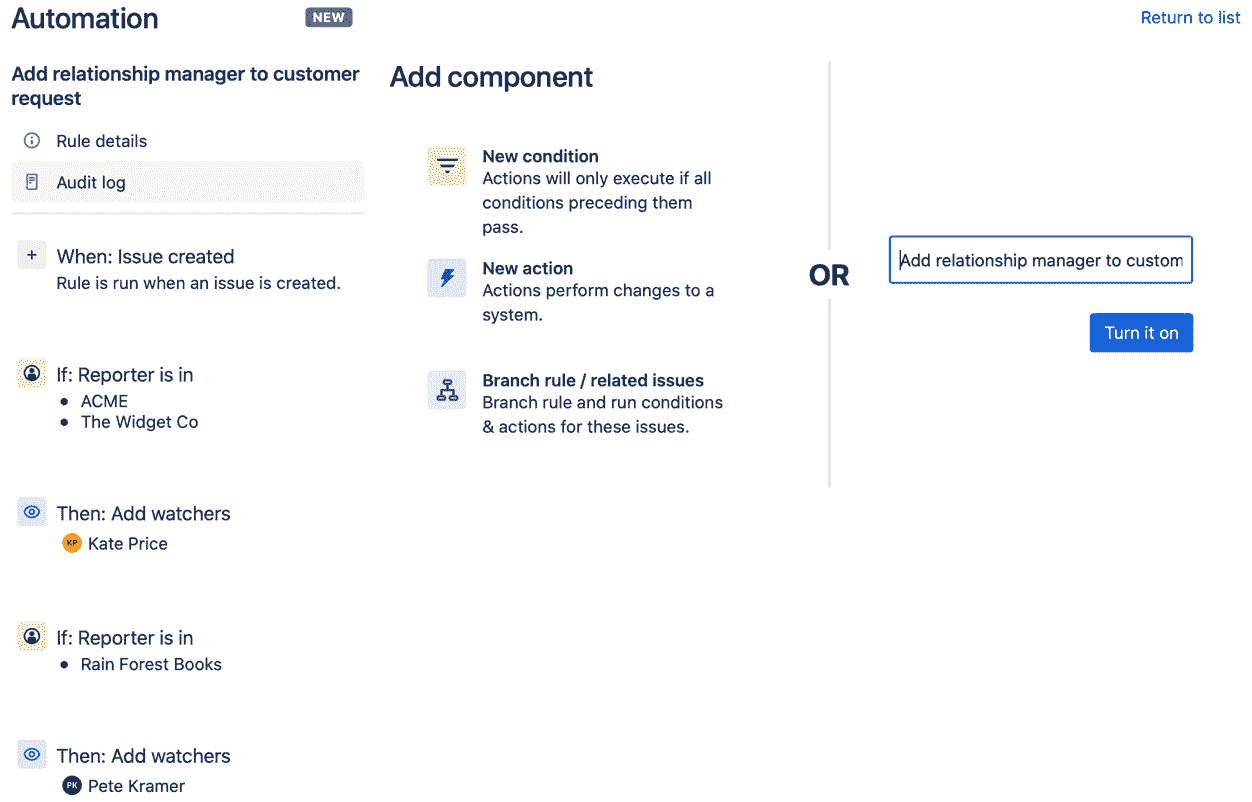 Automation
NEW
Return to list
Add relationship manager to customer
request
Rule details
Audit log
When: Issue created
Rule is run when an issue is created.
If: Reporter is in
ACME
The Widget Co
Then: Add watchers
KP Kate Price
If: Reporter is in
Rain Forest Books
Then: Add watchers
PK Pete Kramer
Add component
New condition
Actions will only execute if all
conditions preceding them
pass.
New action
Actions perform changes to a
system.
Branch rule / related issues
Branch rule and run conditions
& actions for these issues.
OR
Add relationship manager to custom
Turn it on